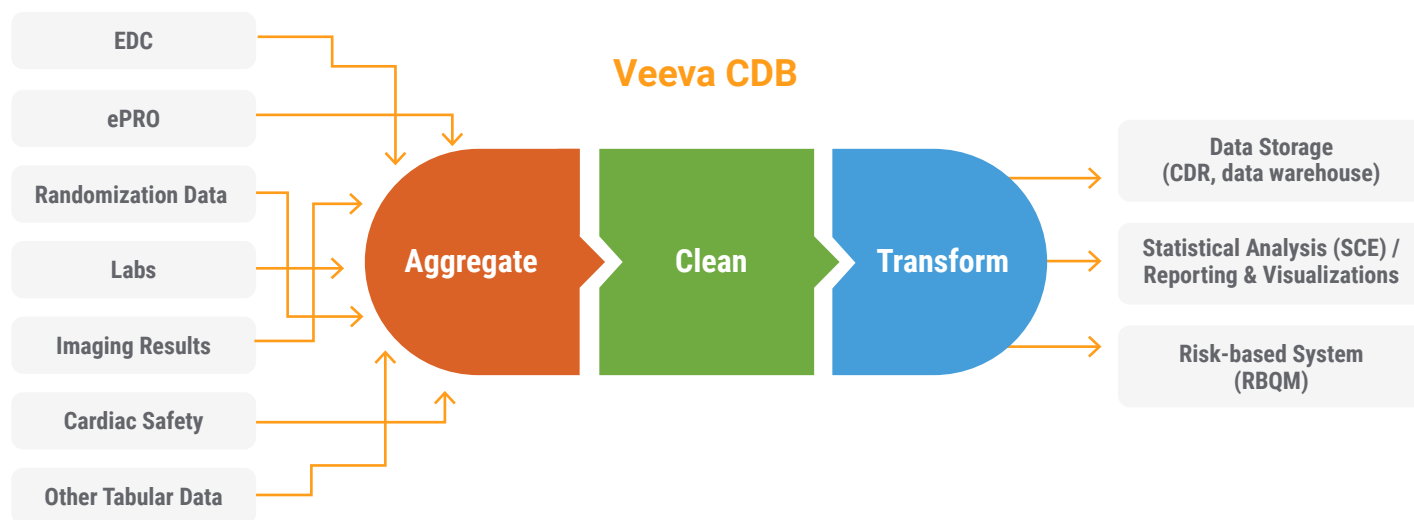 Veeva CDB
EDC
ePRO
Randomization Data
Labs
Imaging Results
Cardiac Safety
Other Tabular Data
Aggregate
Clean
Transform
Data Storage
(CDR, data warehouse)
Statistical Analysis (SCE) /
Reporting & Visualizations
Risk-based System
(RBQM)